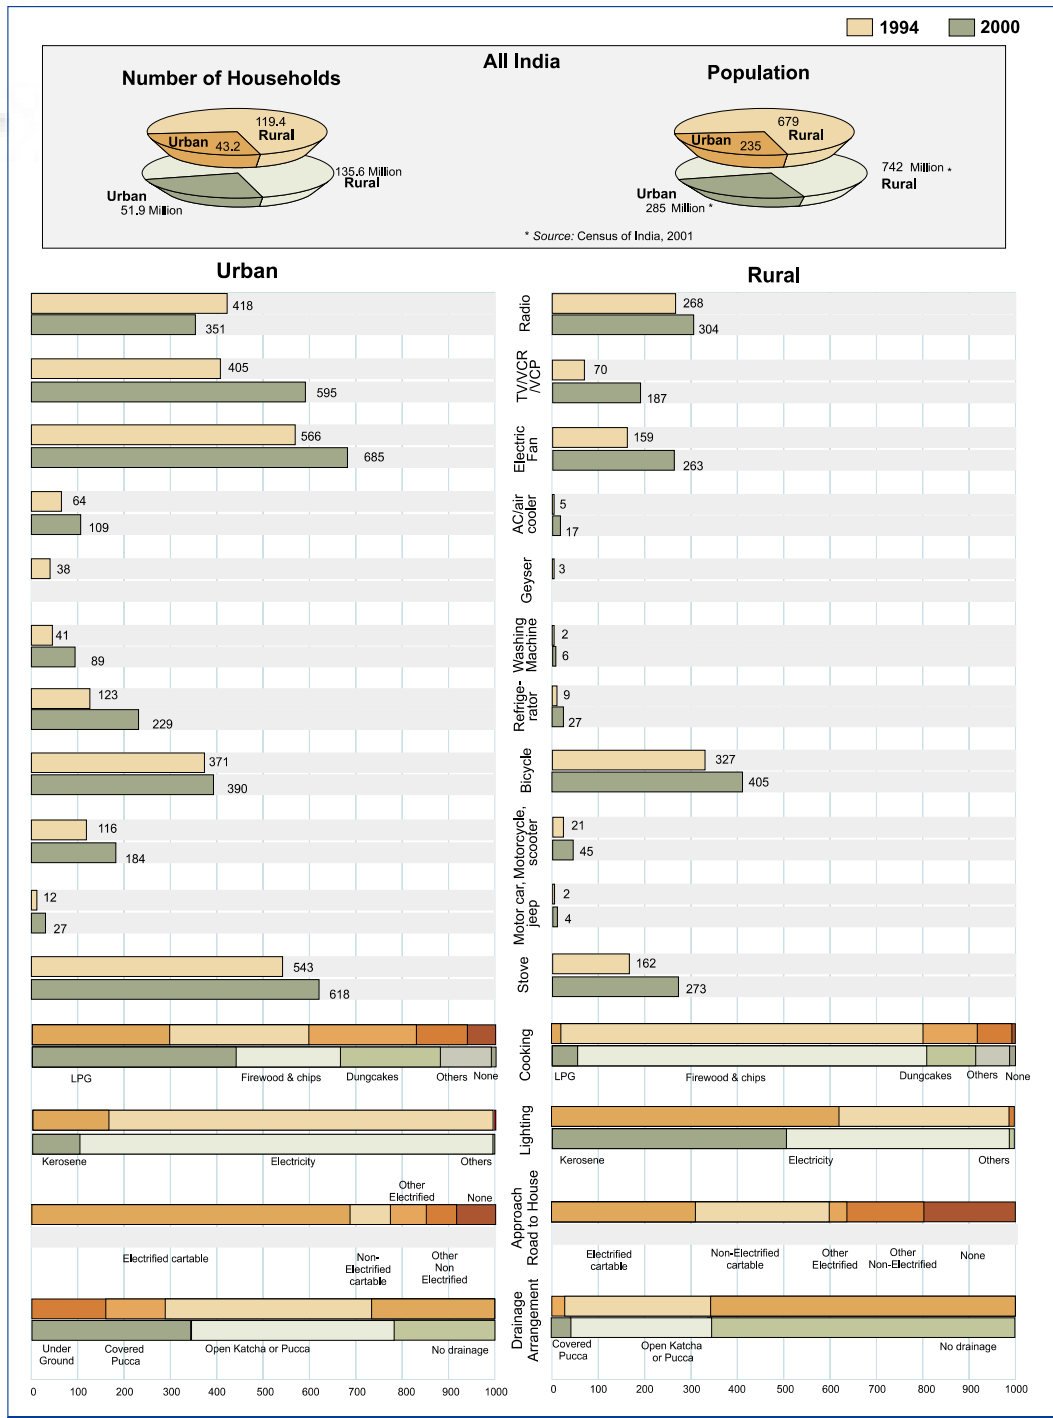 1994
2000
All India
Number of Households
Population
119.4
Rural
Urban
43.2
135.6 Million
Rural
Urban
51.9 Million
679
Rural
Urban
235
742 Million *
Rural
Urban
285 Million *
* Source: Census of India, 2001
Urban
Rural
418
351
Radio
268
304
405
595
TV/VCR
/VCP
70
187
566
685
Electric
Fan
159
263
64
109
AC/air
cooler
5
17
38
Geyser
3
41
89
Washing
Machine
2
6
123
229
Refrige-
rator
9
27
371
390
Bicycle
327
405
116
184
Motorcycle,
scooter
21
45
12
27
Motor car,
jeep
2
4
543
618
Stove
162
273
Cooking
LPG
Firewood & chips
Dungcakes
Others
None
LPG
Firewood & chips
Dungcakes
Others
None
Lighting
Kerosene
Electricity
Others
Kerosene
Electricity
Others
Approach
Road to House
Other
Electrified
None
Electrified cartable
Non-
Electrified
cartable
Other
Non
Electrified
Electrified
cartable
Non-Electrified
cartable
Other
Electrified
Other
Non-Electrified
None
Drainage
Arrangement
Under
Ground
Covered
Pucca
Open Katcha or Pucca
No drainage
Covered
Pucca
Open Katcha
or Pucca
No drainage
0 100 200 300 400 500 600 700 800 900 1000
0 100 200 300 400 500 600 700 800 900 1000